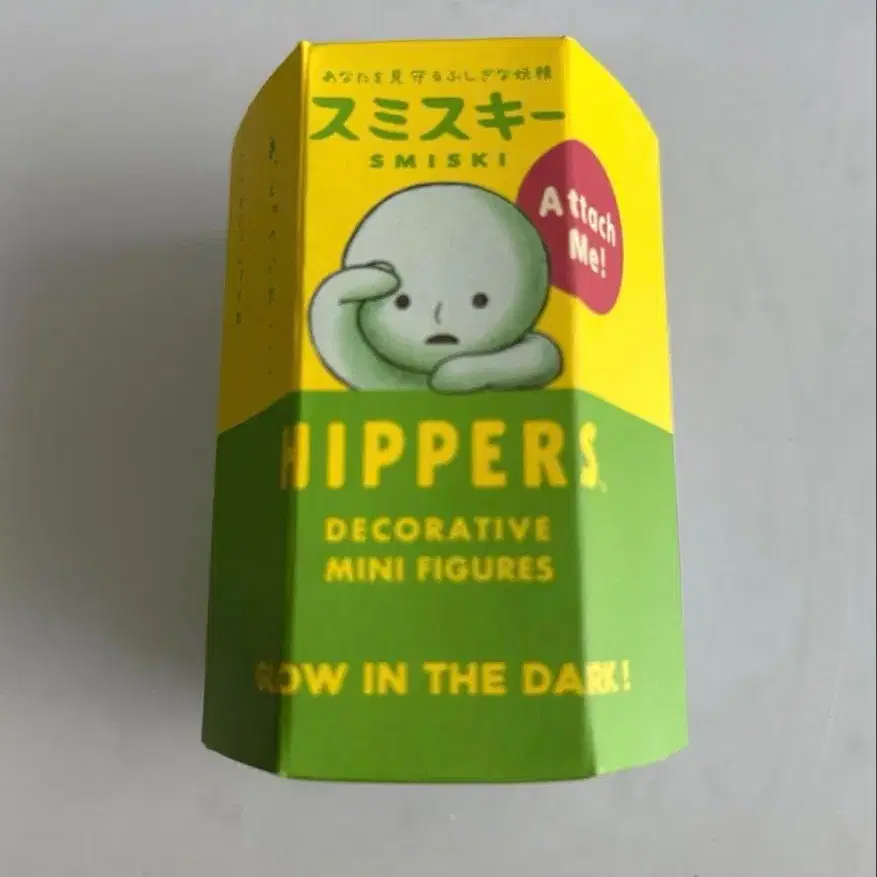 あなたを見守るふしぎな妖精
スミスキー
SMISKI
Attach
Me!
HIPPERS
DECORATIVE
MINI FIGURES
GLOW IN THE DARK!